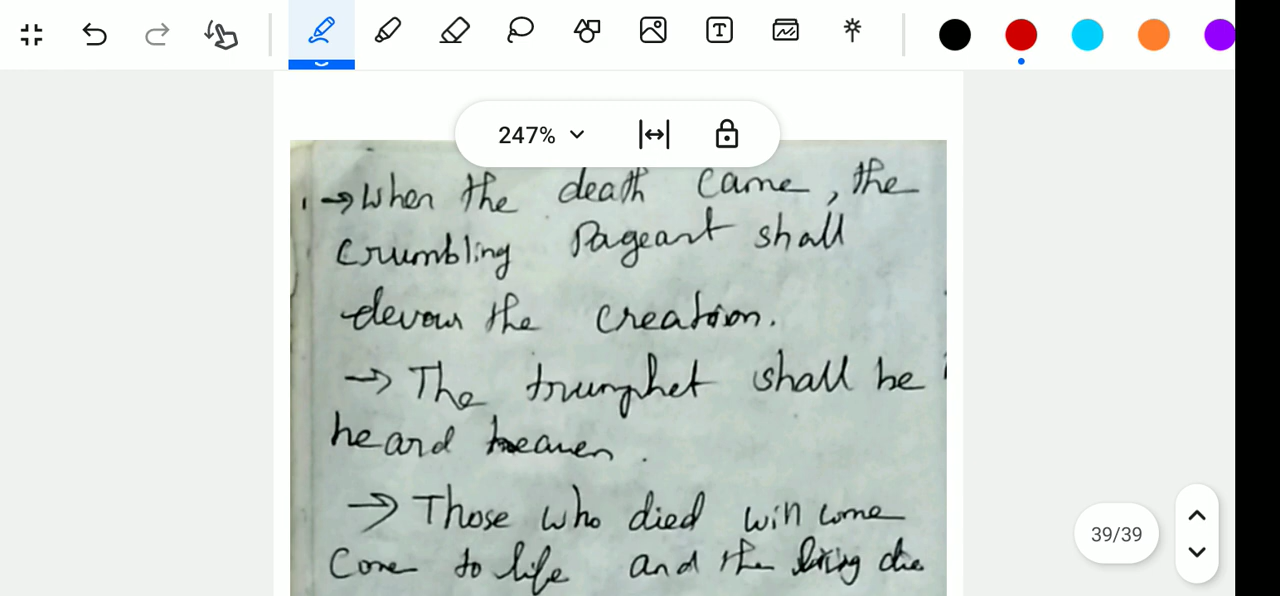 247%
→ When the death came, the
crumbling Pageant shall
devour the creation.
→ The trumphet shall be
heard heaven.
→ Those who died will come
Come to life and the living die
39/39